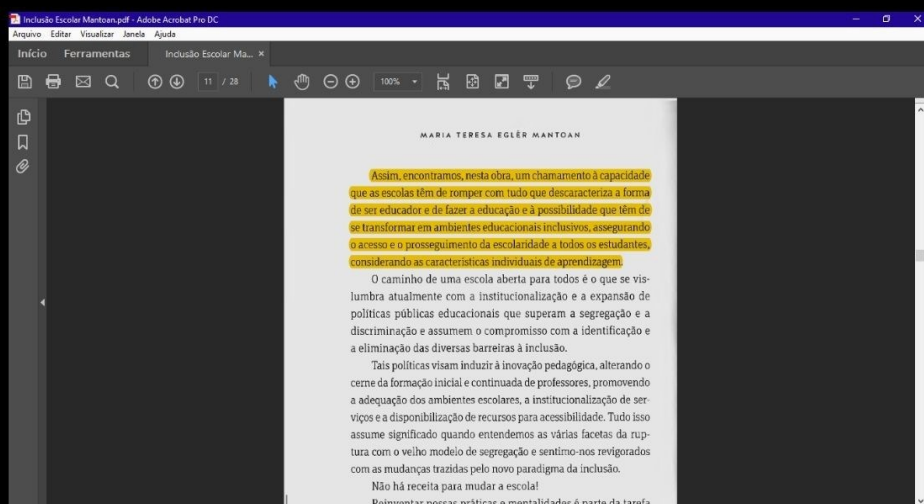 Inclusão Escolar Mantoan.pdf - Adobe Acrobat Pro DC
Arquivo Editar Visualizar Janela Ajuda
Início Ferramentas Inclusão Escolar Ma... ×
11 / 28 100%
MARIA TERESA EGLÉR MANTOAN
Assim, encontramos, nesta obra, um chamamento à capacidade
que as escolas têm de romper com tudo que descaracteriza a forma
de ser educador e de fazer a educação e à possibilidade que têm de
se transformar em ambientes educacionais inclusivos, assegurando
o acesso e o prosseguimento da escolaridade a todos os estudantes,
considerando as características individuais de aprendizagem.
O caminho de uma escola aberta para todos é o que se vis-
lumbra atualmente com a institucionalização e a expansão de
políticas públicas educacionais que superam a segregação e a
discriminação e assumem o compromisso com a identificação e
a eliminação das diversas barreiras à inclusão.
Tais políticas visam induzir à inovação pedagógica, alterando o
cerne da formação inicial e continuada de professores, promovendo
a adequação dos ambientes escolares, a institucionalização de ser-
viços e a disponibilização de recursos para acessibilidade. Tudo isso
assume significado quando entendemos as várias facetas da rup-
tura com o velho modelo de segregação e sentimo-nos revigorados
com as mudanças trazidas pelo novo paradigma da inclusão.
Não há receita para mudar a escola!
Reinventar nossas práticas e mentalidades é parte da tarefa